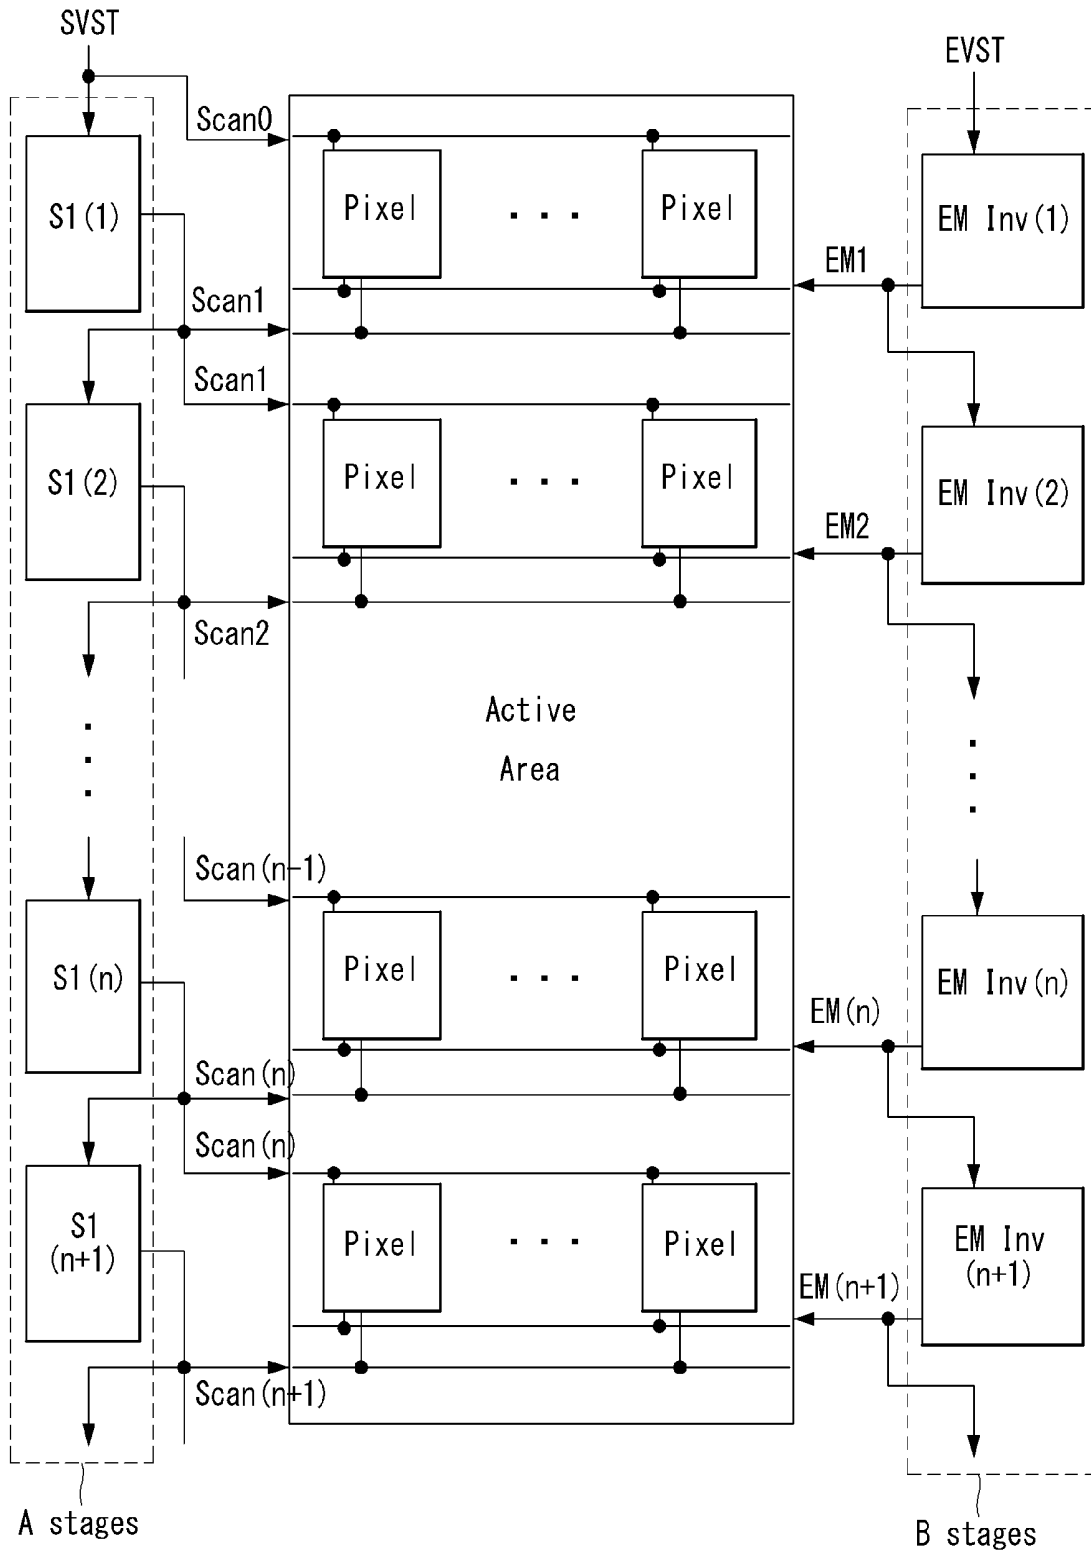 SVST
EVST
Scan0
S1(1)
Pixel
. . .
Pixel
EM Inv(1)
EM1
Scan1
Scan1
S1(2)
Pixel
. . .
Pixel
EM Inv(2)
EM2
Scan2
Active
Area
Scan(n-1)
S1(n)
Pixel
. . .
Pixel
EM Inv(n)
EM(n)
Scan(n)
Scan(n)
S1
(n+1)
Pixel
. . .
Pixel
EM Inv
(n+1)
EM(n+1)
Scan(n+1)
A stages
B stages